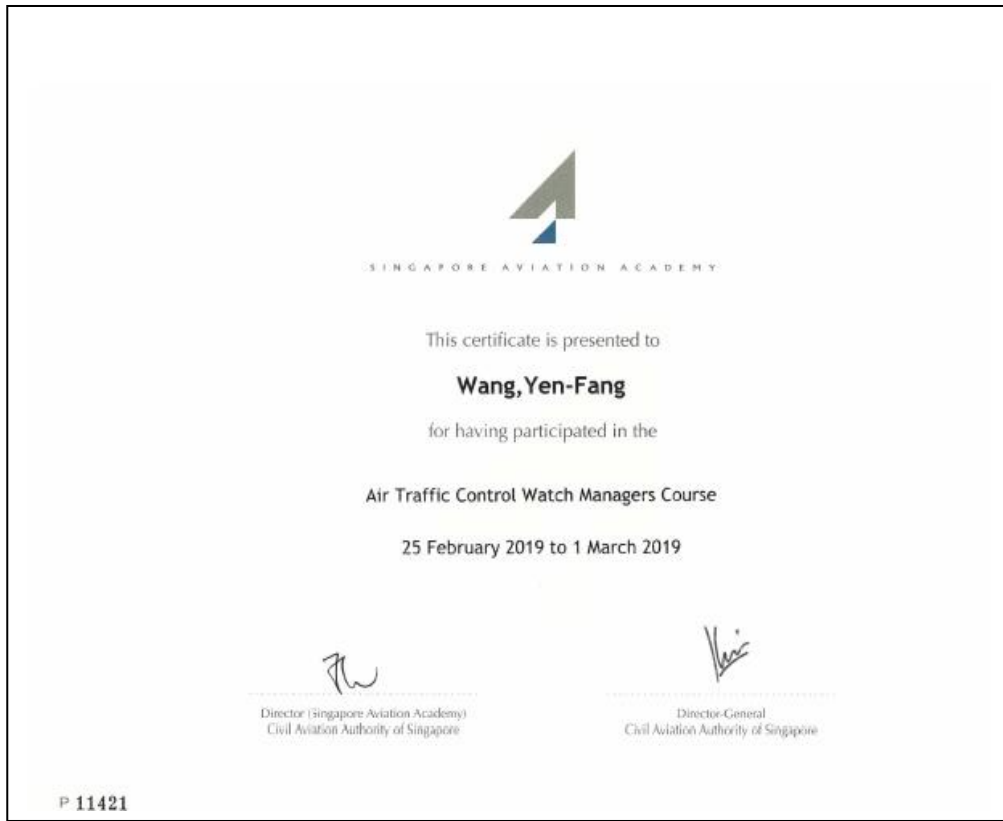 SINGAPORE AVIATION ACADEMY
This certificate is presented to
Wang,Yen-Fang
for having participated in the
Air Traffic Control Watch Managers Course
25 February 2019 to 1 March 2019
Director (Singapore Aviation Academy)
Civil Aviation Authority of Singapore
Director-General
Civil Aviation Authority of Singapore
P 11421